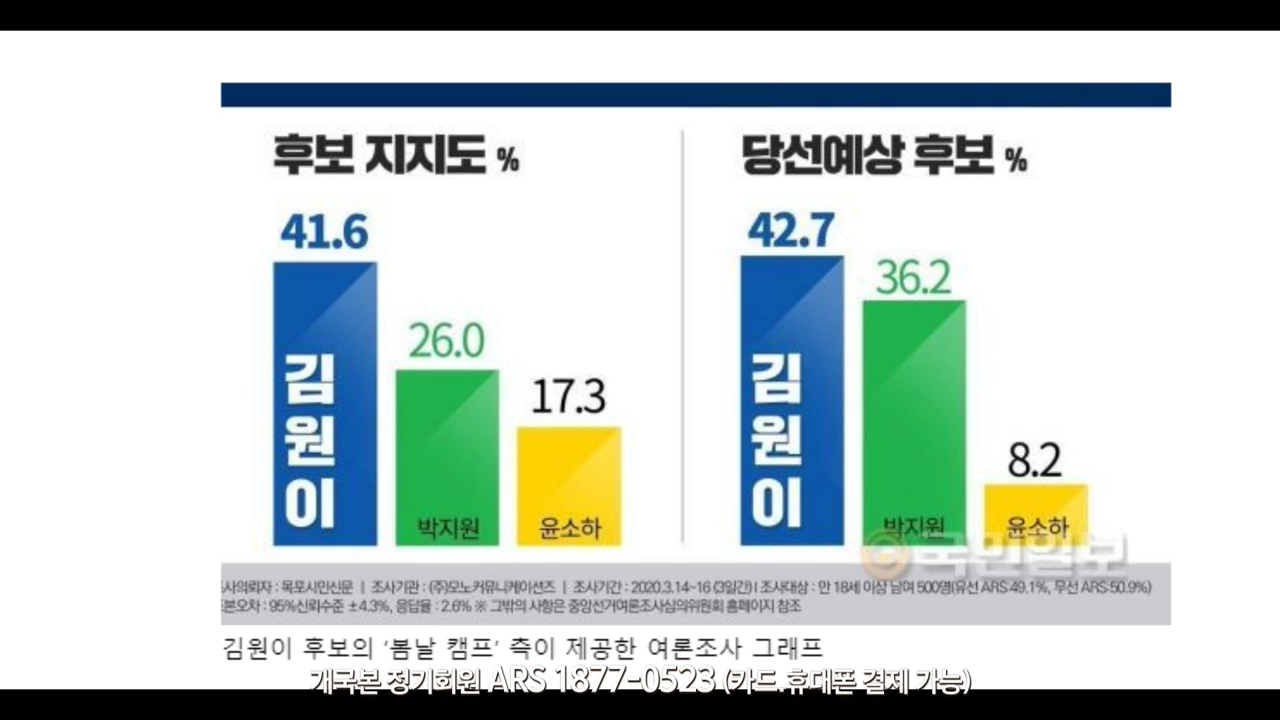 후보 지지도 %
41.6
김원이
26.0
박지원
17.3
윤소하
당선예상 후보 %
42.7
김원이
36.2
박지원
8.2
윤소하
국민일보
사의뢰자 : 목포시민신문 | 조사기관 : (주)모노커뮤니케이션즈 | 조사기간 : 2020.3.14~16 (3일간) | 조사대상 : 만 18세 이상 남여 500명(유선 ARS:49.1%, 무선 ARS:50.9%)
본오차 : 95%신뢰수준 ±4.3%, 응답률 : 2.6% ※ 그밖의 사항은 중앙선거여론조사심의위원회 홈페이지 참조
김원이 후보의 ‘봄날 캠프’ 측이 제공한 여론조사 그래프
개국본 정기회원 ARS 1877-0523 (카드.휴대폰 결제 가능)